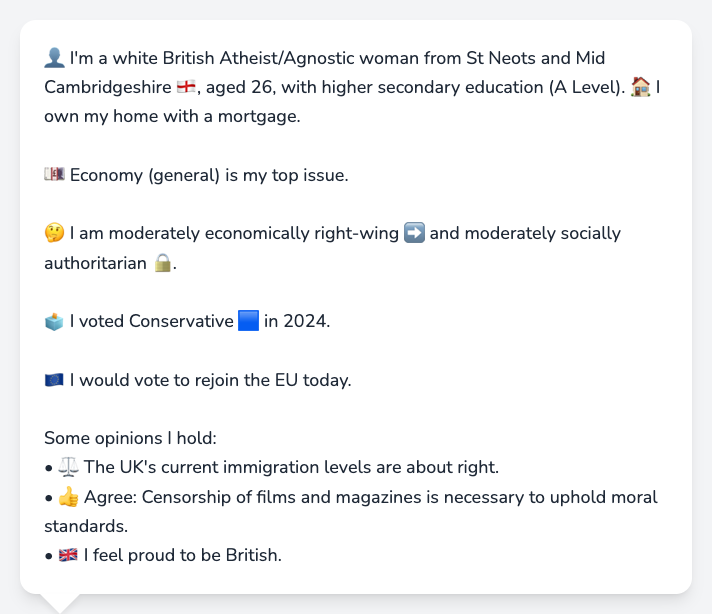 👤 I'm a white British Atheist/Agnostic woman from St Neots and Mid
Cambridgeshire 🏴󠁧󠁢󠁥󠁮󠁧󠁿, aged 26, with higher secondary education (A Level). 🏠 I
own my home with a mortgage.
💷 Economy (general) is my top issue.
🤔 I am moderately economically right-wing ➡️ and moderately socially
authoritarian 🔒.
🗳️ I voted Conservative 🟦 in 2024.
🇪🇺 I would vote to rejoin the EU today.
Some opinions I hold:
• ⚖️ The UK's current immigration levels are about right.
• 👍 Agree: Censorship of films and magazines is necessary to uphold moral
standards.
• 🇬🇧 I feel proud to be British.